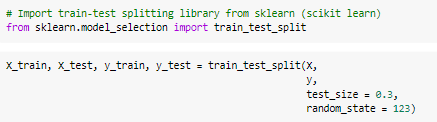 # Import train-test splitting library from sklearn (scikit learn)
from sklearn.model_selection import train_test_split
X_train, X_test, y_train, y_test = train_test_split(X,
y,
test_size = 0.3,
random_state = 123)